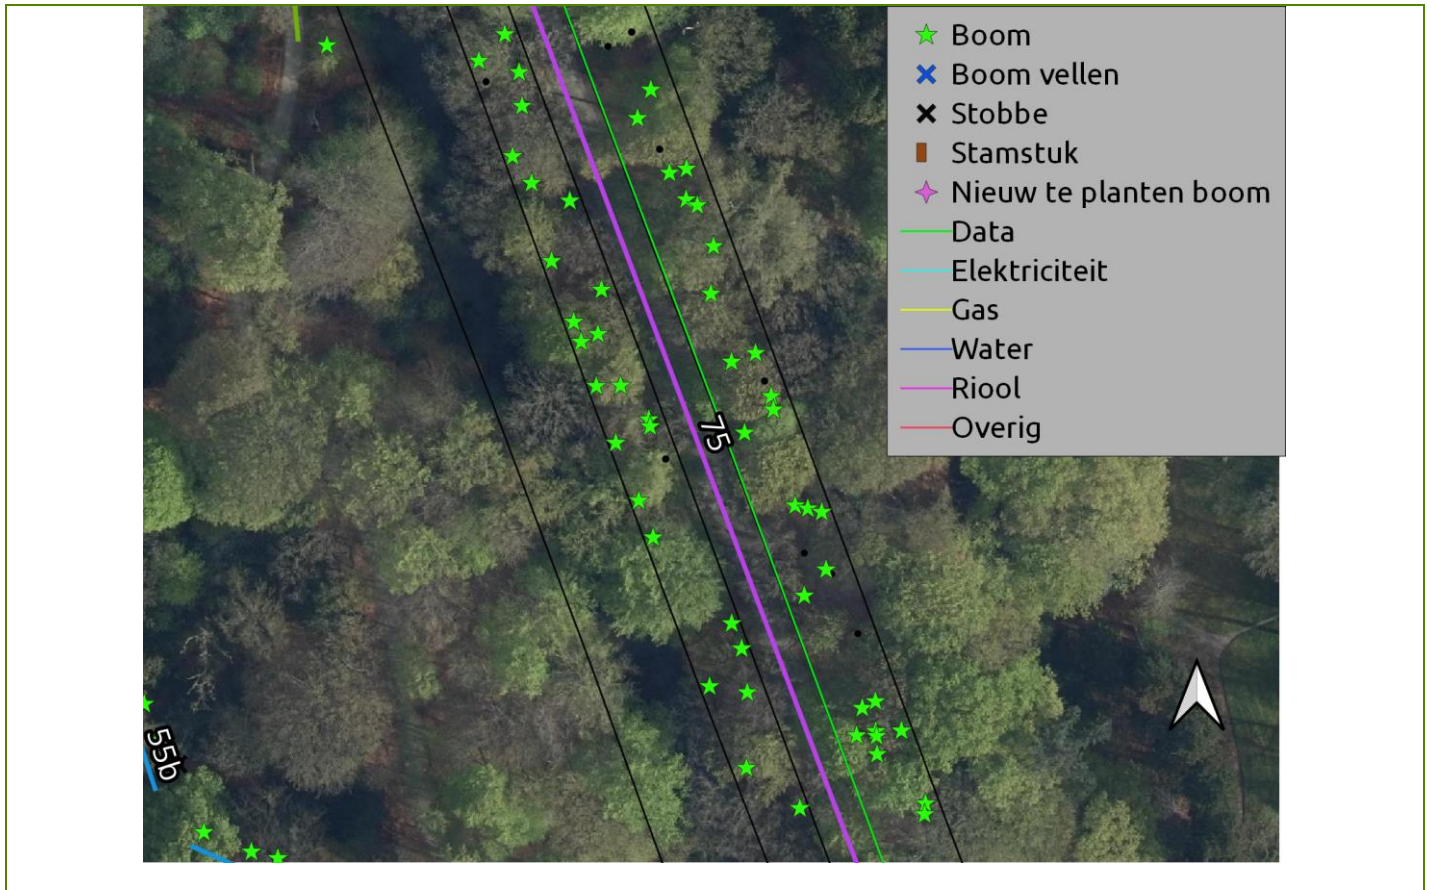 Boom
Boom vellen
Stobbe
Stamstuk
Nieuw te planten boom
Data
Elektriciteit
Gas
Water
Riool
Overig
75
55b